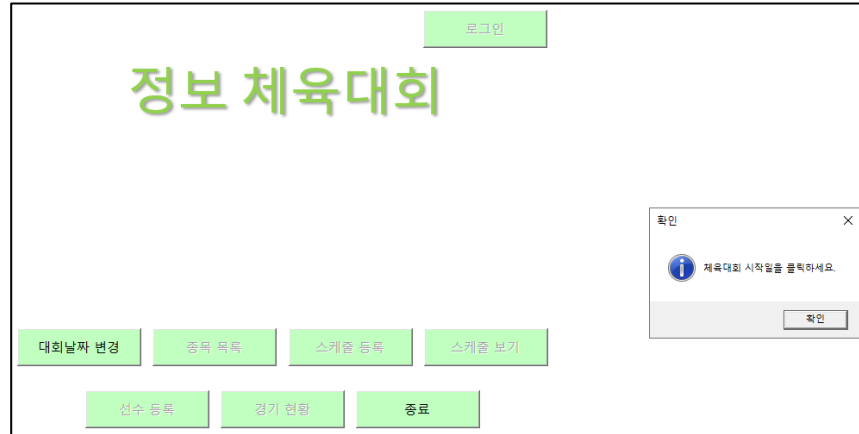 로그인
정보 체육대회
확인
체육대회 시작일을 클릭하세요.
확인
대회날짜 변경 종목 목록 스케줄 등록 스케줄 보기
선수 등록 경기 현황 종료